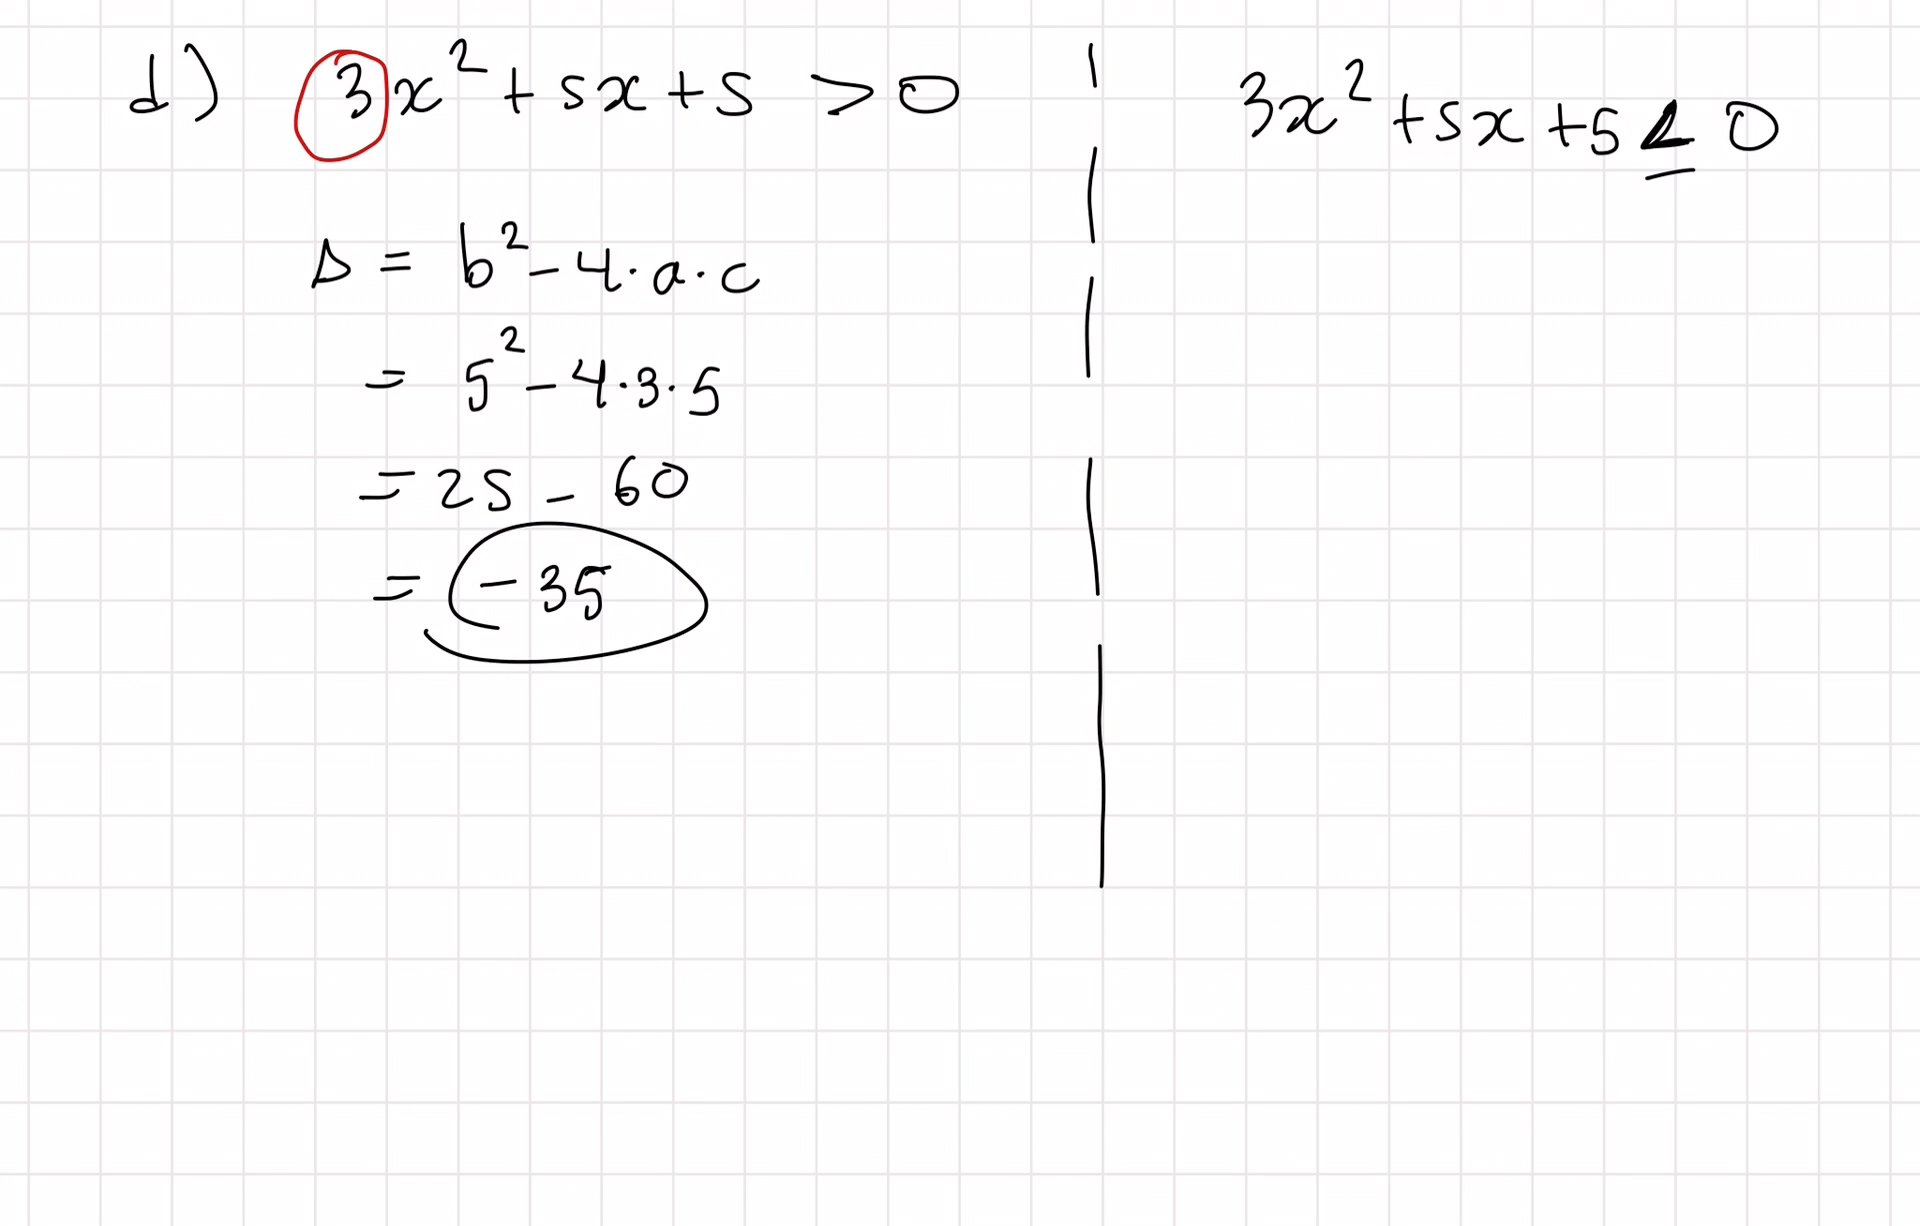 d) 3x² + 5x + 5 > 0
Δ = b² - 4·a·c
= 5² - 4·3·5
= 25 - 60
= -35
3x² + 5x + 5 ≤ 0